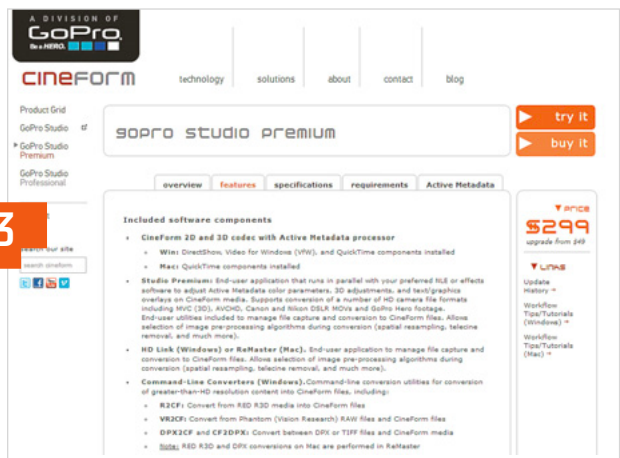 A DIVISION OF
GoPro
Be a HERO.
CINEFORM
technology solutions about contact blog
Product Grid
GoPro Studio
GoPro Studio
Premium
GoPro Studio
Professional
3
search our site
search cineform
GOPRO STUDIO PREMIUM
try it
buy it
overview features specifications requirements Active Metadata
Included software components
CineForm 2D and 3D codec with Active Metadata processor
Win: DirectShow, Video for Windows (VfW), and QuickTime components installed
Mac: QuickTime components installed
Studio Premium: End-user application that runs in parallel with your preferred NLE or effects
software to adjust Active Metadata color parameters, 3D adjustments, and text/graphics
overlays on CineForm media. Supports conversion of a number of HD camera file formats
including MVC (3D), AVCHD, Canon and Nikon DSLR MOVs and GoPro Hero footage.
End-user utilities included to manage file capture and conversion to CineForm files. Allows
selection of image pre-processing algorithms during conversion (spatial resampling, telecine
removal, and much more).
HD Link (Windows) or ReMaster (Mac). End-user application to manage file capture and
conversion to CineForm files. Allows selection of image pre-processing algorithms during
conversion (spatial resampling, telecine removal, and much more).
Command-Line Converters (Windows).Command-line conversion utilities for conversion
of greater-than-HD resolution content into CineForm files, including:
R2CF: Convert from RED R3D media into CineForm files
VR2CF: Convert from Phantom (Vision Research) RAW files and CineForm files
DPX2CF and CF2DPX: Convert between DPX or TIFF files and CineForm media
Note: RED R3D and DPX conversions on Mac are performed in ReMaster
PRICE
$299
upgrade from $49
LINKS
Update
History
Workflow
Tips/Tutorials
(Windows)
Workflow
Tips/Tutorials
(Mac)